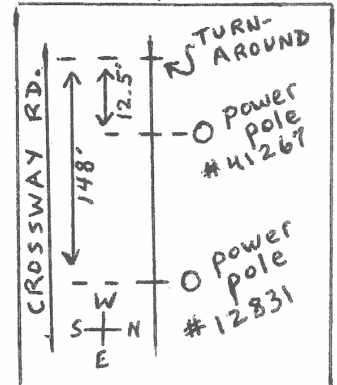 TURN-
AROUND
CROSSWAY RD.
12.5'
148'
power
pole
#41267
power
pole
#12831
W
S N
E